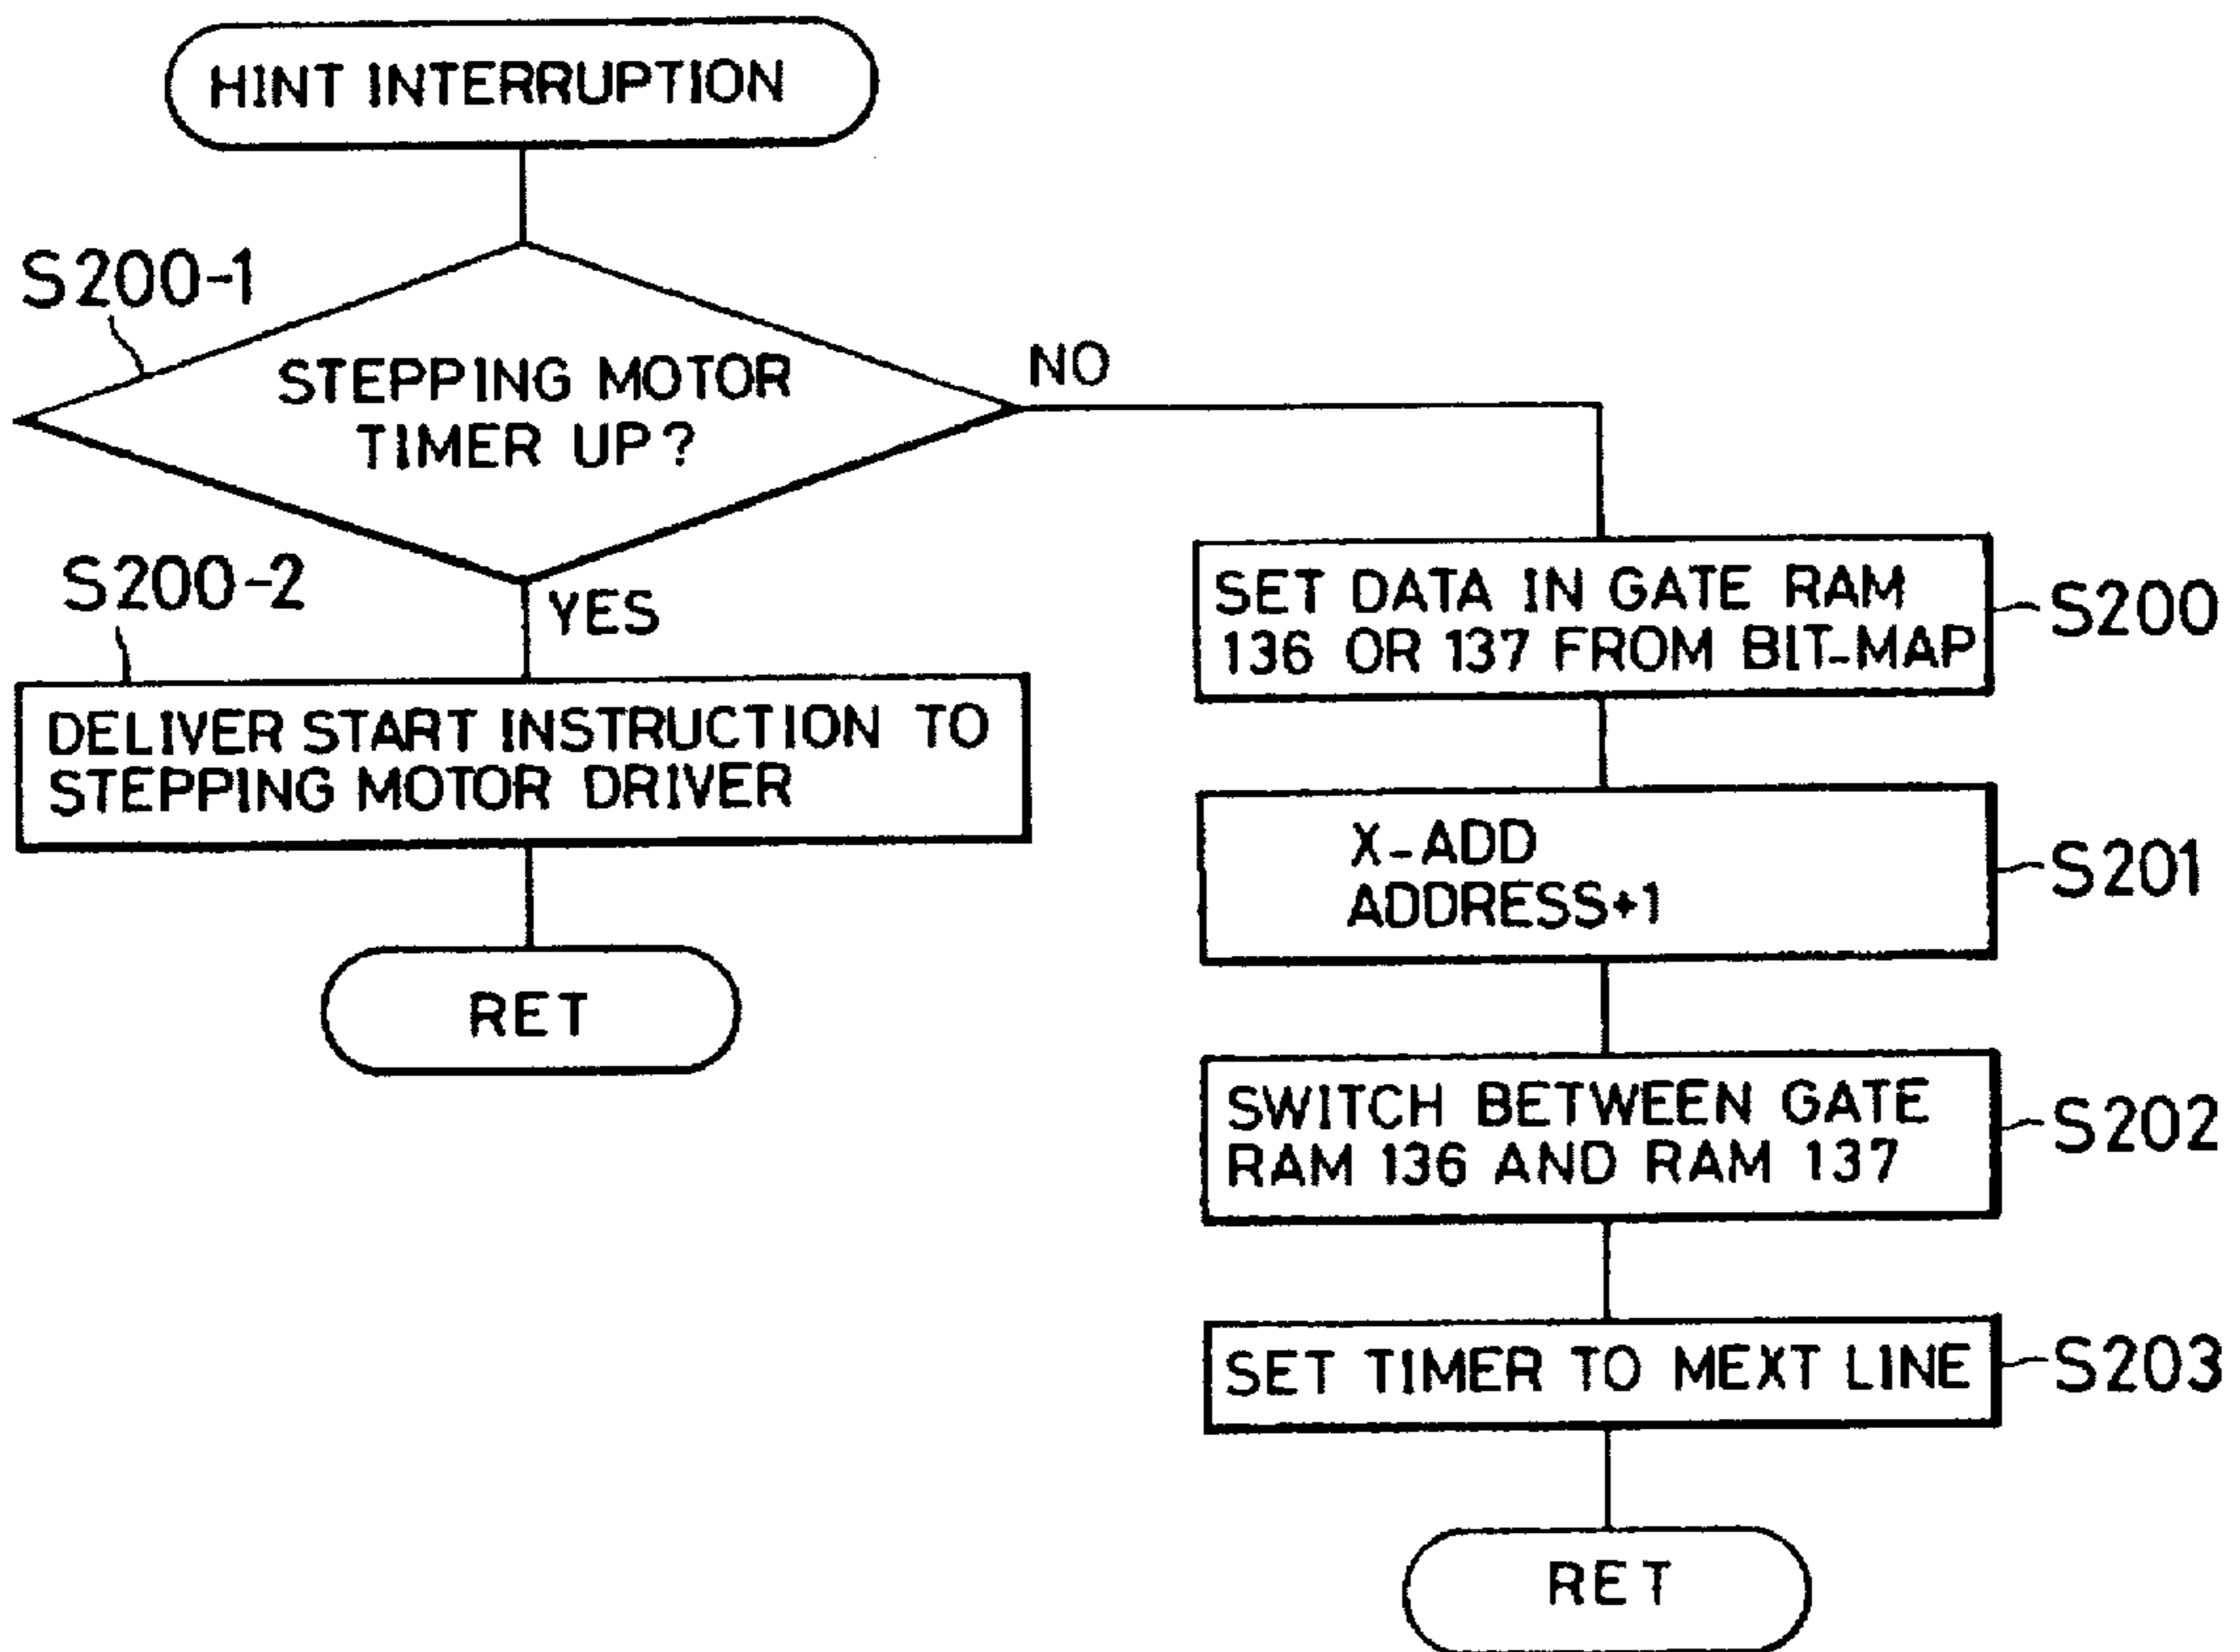 HINT INTERRUPTION
S200-1
STEPPING MOTOR
TIMER UP?
NO
YES
S200-2
DELIVER START INSTRUCTION TO
STEPPING MOTOR DRIVER
RET
SET DATA IN GATE RAM
136 OR 137 FROM BIT-MAP
S200
X-ADD
ADDRESS+1
S201
SWITCH BETWEEN GATE
RAM 136 AND RAM 137
S202
SET TIMER TO MEXT LINE
S203
RET